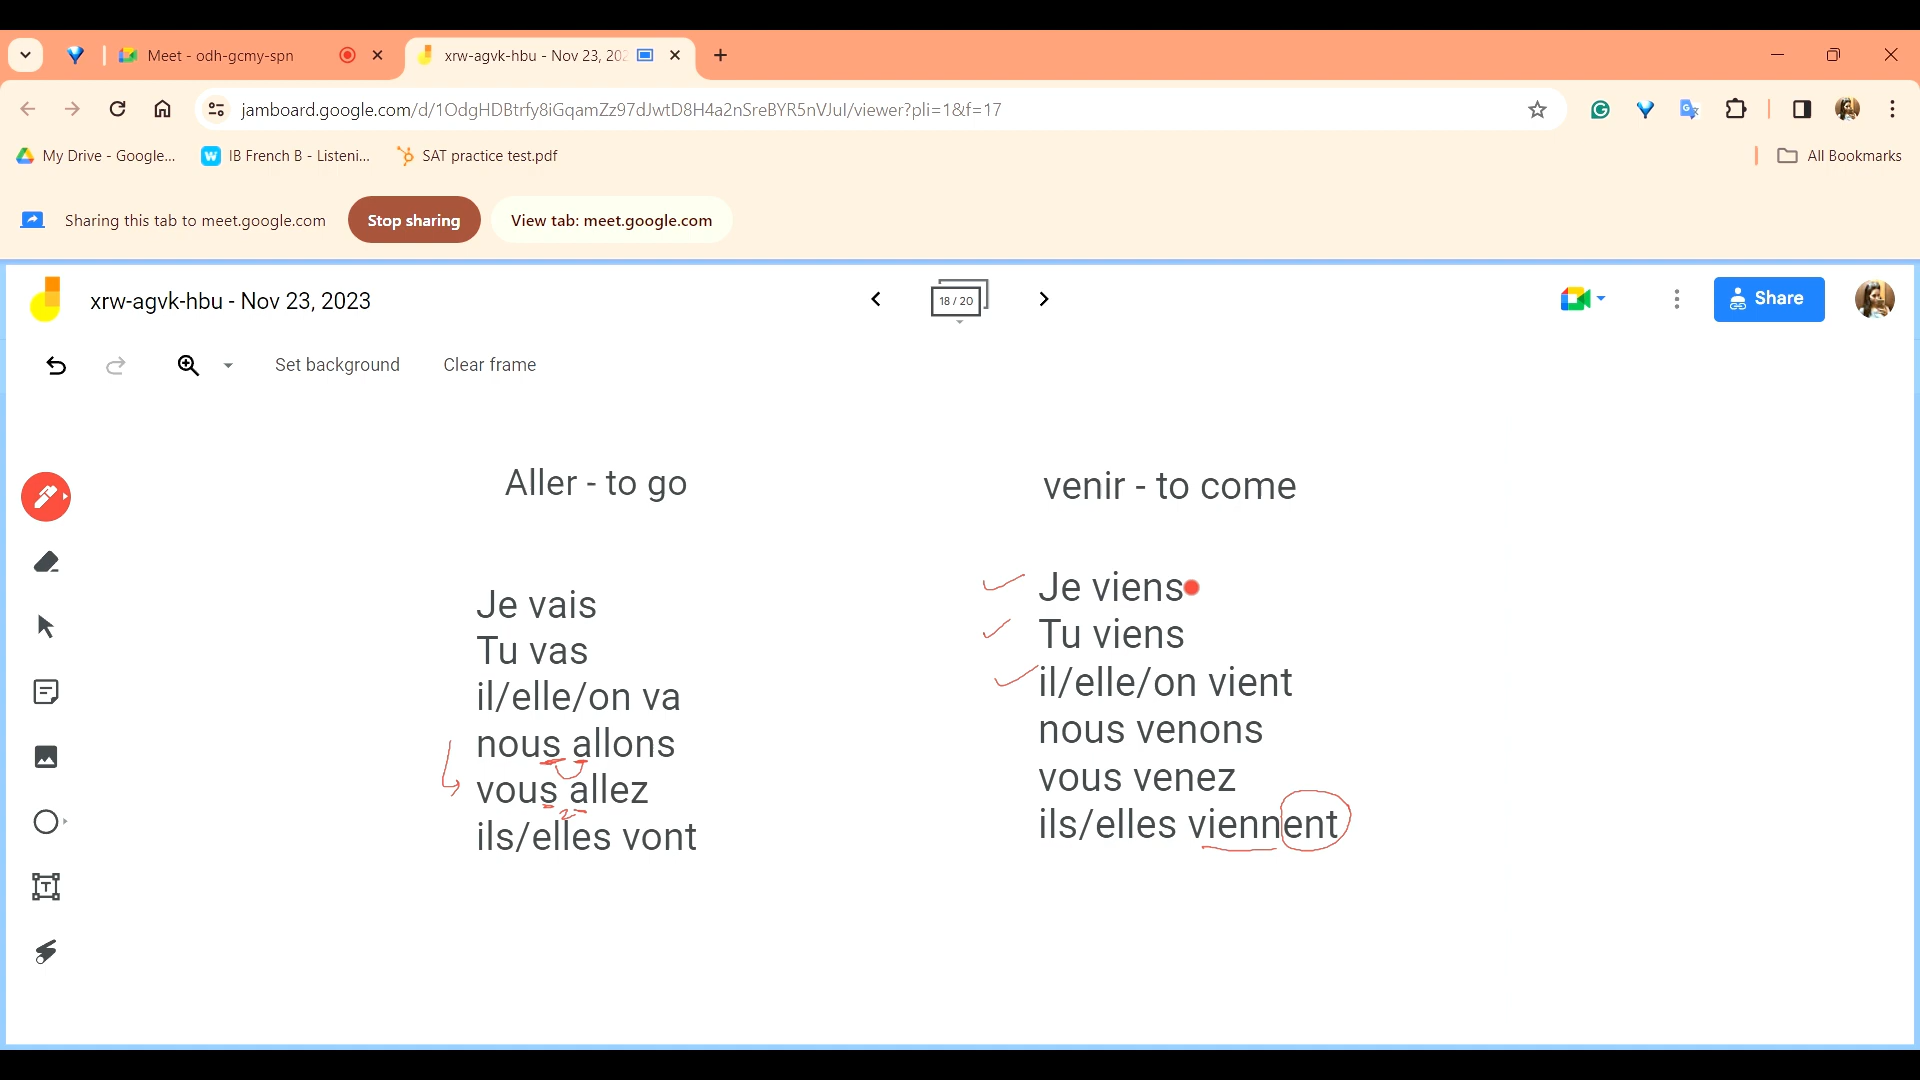 Meet - odh-gcmy-spn
xrw-agvk-hbu - Nov 23, 202
jamboard.google.com/d/1OdgHDBtrfy8iGqamZz97dJwtD8H4a2nSreBYR5nVJuI/viewer?pli=1&f=17
My Drive - Google...
W IB French B - Listeni...
SAT practice test.pdf
All Bookmarks
Sharing this tab to meet.google.com
Stop sharing
View tab: meet.google.com
xrw-agvk-hbu - Nov 23, 2023
18 / 20
Share
Set background
Clear frame
Aller - to go
Je vais
Tu vas
il/elle/on va
nous allons
vous allez
z
ils/elles vont
venir - to come
Je viens
Tu viens
il/elle/on vient
nous venons
vous venez
ils/elles viennent